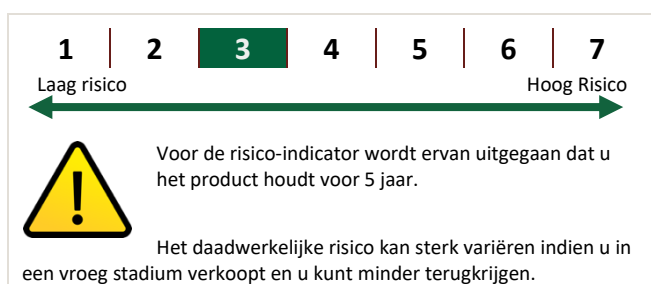 1 2 3 4 5 6 7
Laag risico Hoog Risico
Voor de risico-indicator wordt ervan uitgegaan dat u
het product houdt voor 5 jaar.
Het daadwerkelijke risico kan sterk variëren indien u in
een vroeg stadium verkoopt en u kunt minder terugkrijgen.